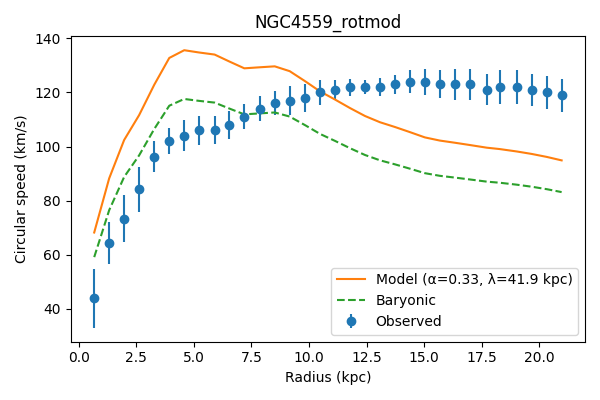 NGC4559_rotmod
Circular speed (km/s)
140
120
100
80
60
40
0.0 2.5 5.0 7.5 10.0 12.5 15.0 17.5 20.0
Radius (kpc)
Model (α=0.33, λ=41.9 kpc)
Baryonic
Observed